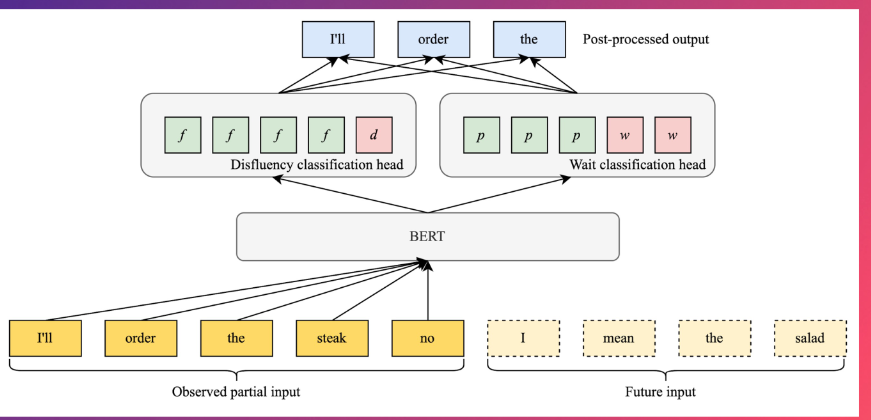 I'll order the Post-processed output
f f f f d
p p p w w
Disfluency classification head
Wait classification head
BERT
I'll order the steak no
I mean the salad
Observed partial input
Future input